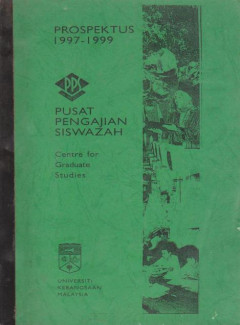 PROSPEKTUS
1997-1999
PPS
PUSAT
PENGAJIAN
SISWAZAH
Centre for
Graduate
Studies
UNIVERSITI
KEBANGSAAN
MALAYSIA